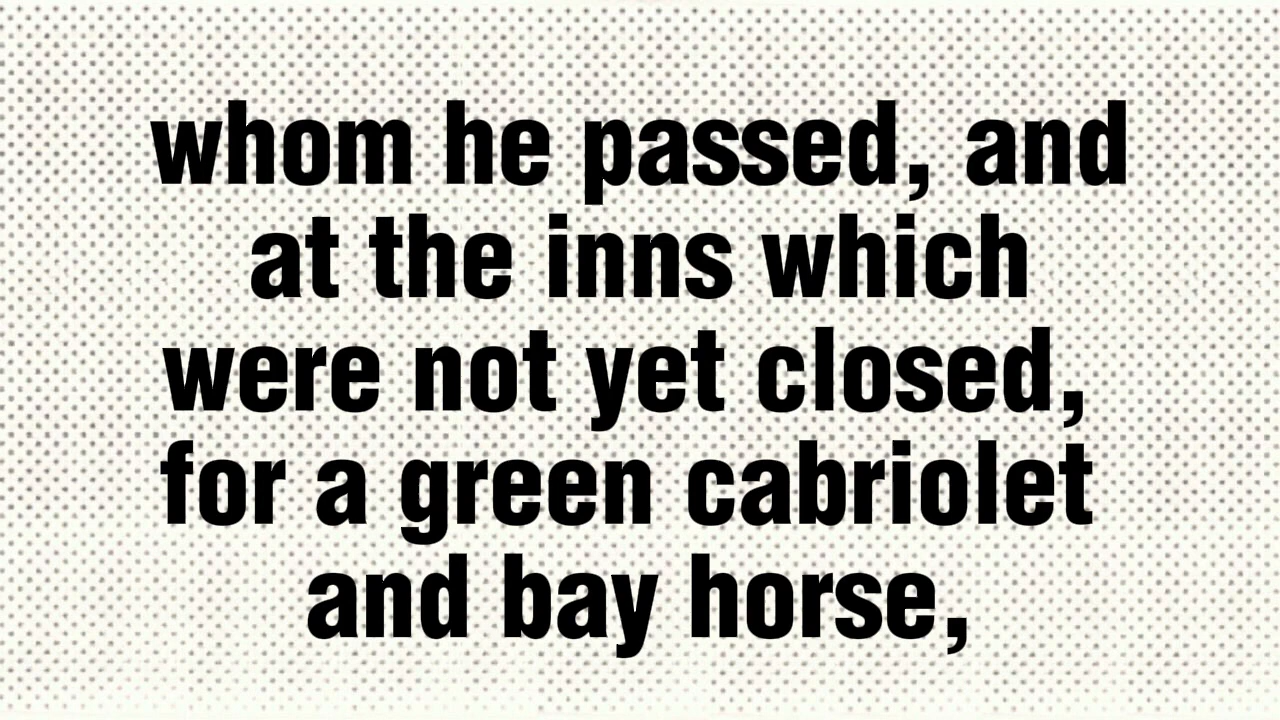 whom he passed, and
at the inns which
were not yet closed,
for a green cabriolet
and bay horse,